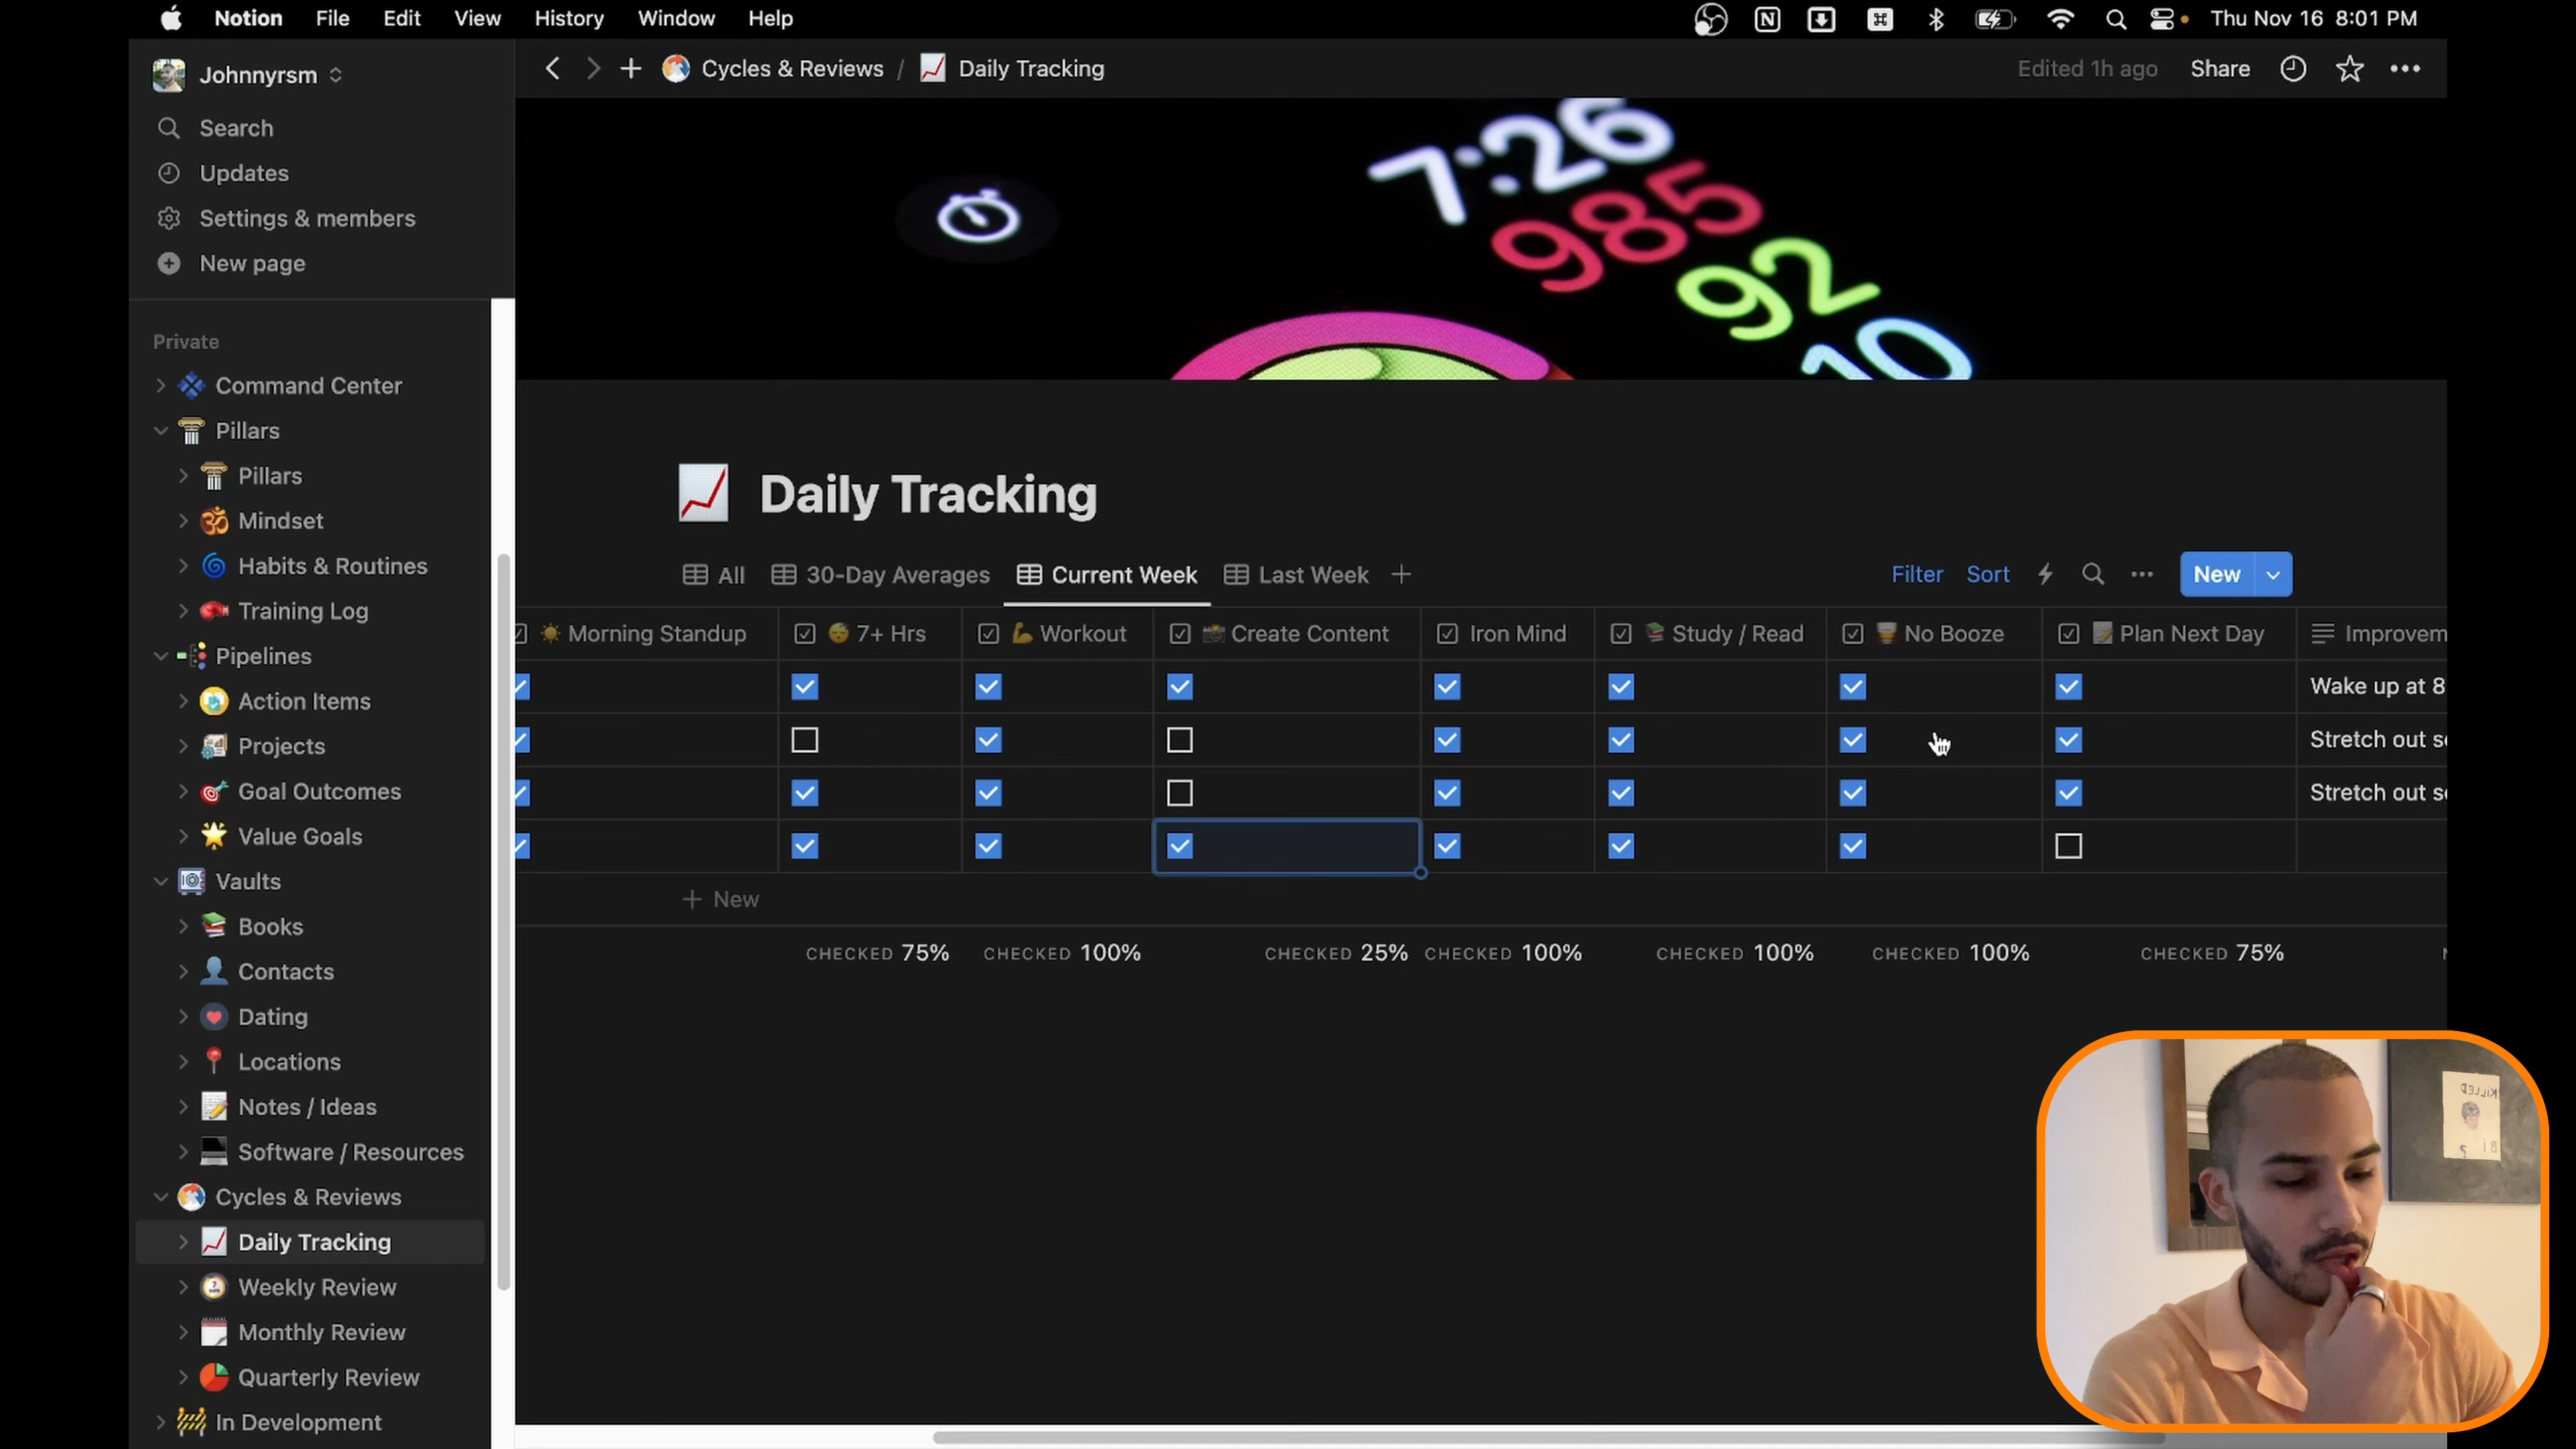 Notion File Edit View History Window Help Thu Nov 16 8:01 PM
Johnnyrsm
Search
Updates
Settings & members
New page
Private
Command Center
Pillars
Pillars
Mindset
Habits & Routines
Training Log
Pipelines
Action Items
Projects
Goal Outcomes
Value Goals
Vaults
Books
Contacts
Dating
Locations
Notes / Ideas
Software / Resources
Cycles & Reviews
Daily Tracking
Weekly Review
Monthly Review
Quarterly Review
In Development
Cycles & Reviews / Daily Tracking Edited 1h ago Share
7:26
985
92
10
Daily Tracking
All 30-Day Averages Current Week Last Week Filter Sort New
Morning Standup 7+ Hrs Workout Create Content Iron Mind Study / Read No Booze Plan Next Day Improvem
Wake up at 8
Stretch out s
Stretch out s
New
CHECKED 75% CHECKED 100% CHECKED 25% CHECKED 100% CHECKED 100% CHECKED 100% CHECKED 75%
KILLED